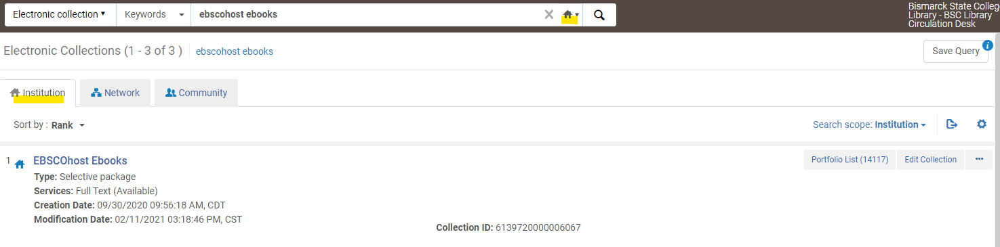 Electronic collection Keywords ebscohost ebooks
Bismarck State Colleg
Library - BSC Library
Circulation Desk
Electronic Collections (1 - 3 of 3 ) ebscohost ebooks Save Query i
Institution Network Community
Sort by : Rank Search scope: Institution
1 EBSCOhost Ebooks Portfolio List (14117) Edit Collection ...
Type: Selective package
Services: Full Text (Available)
Creation Date: 09/30/2020 09:56:18 AM, CDT
Modification Date: 02/11/2021 03:18:46 PM, CST
Collection ID: 6139720000006067